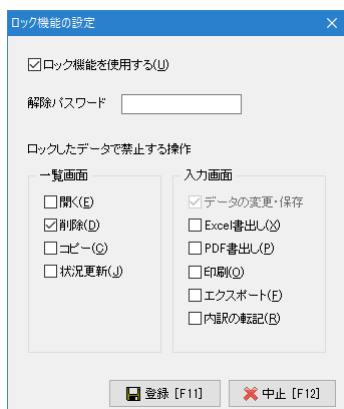 ロック機能の設定
ロック機能を使用する(U)
解除パスワード
ロックしたデータで禁止する操作
一覧画面
開く(E)
削除(D)
コピー(C)
状況更新(J)
入力画面
データの変更・保存
Excel書出し(X)
PDF書出し(P)
印刷(O)
エクスポート(F)
内訳の転記(R)
登録 [F11]
中止 [F12]